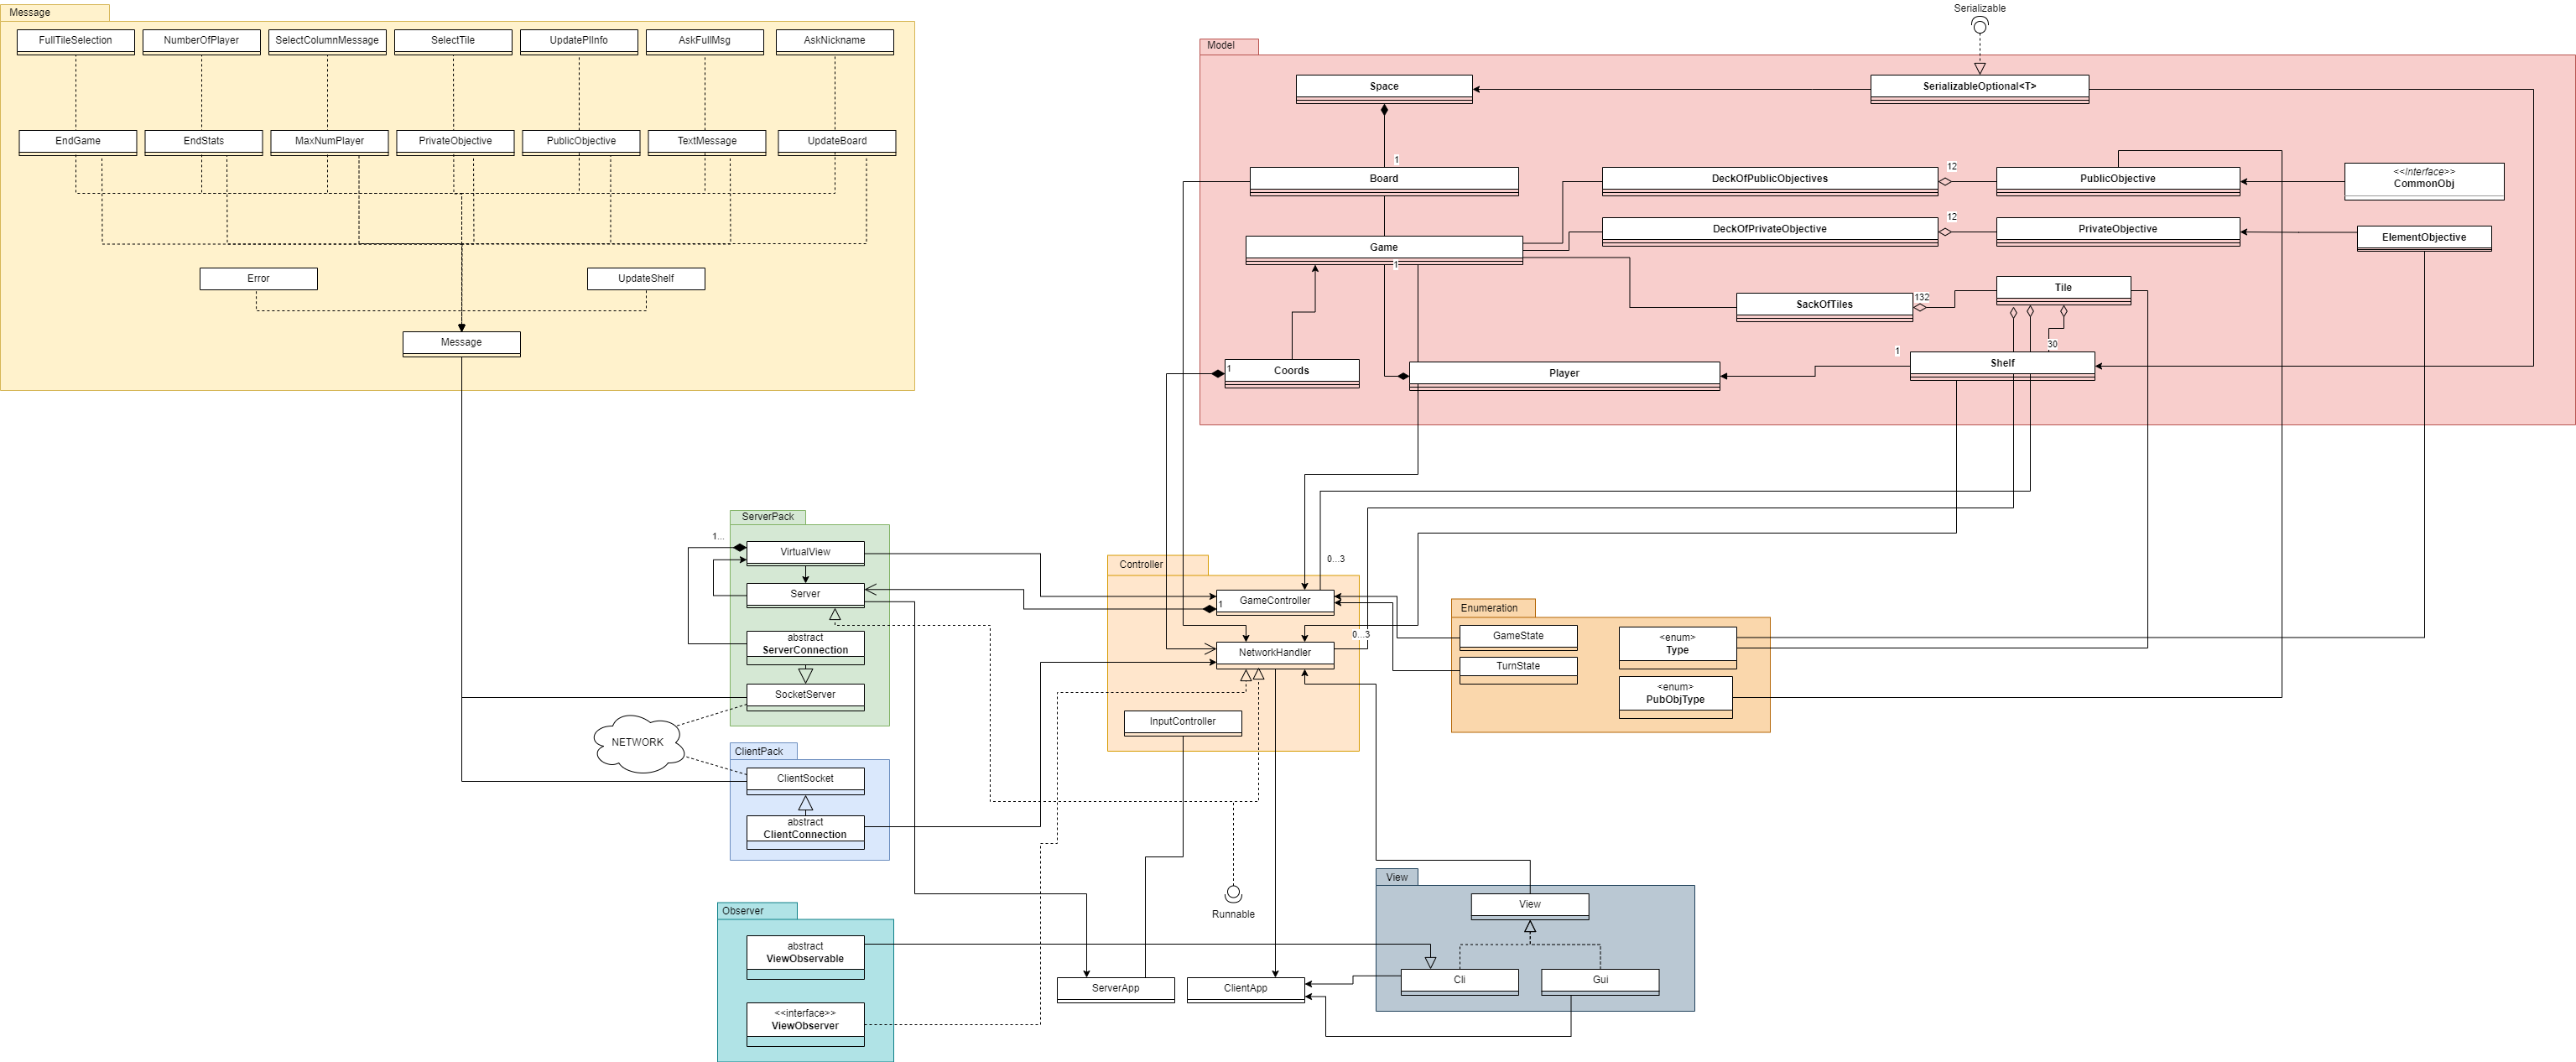 Message
FullTileSelection
NumberOfPlayer
SelectColumnMessage
SelectTile
UpdatePlInfo
AskFullMsg
AskNickname
EndGame
EndStats
MaxNumPlayer
PrivateObjective
PublicObjective
TextMessage
UpdateBoard
Error
UpdateShelf
Message
Serializable
Model
Space
SerializableOptional<T>
1
Board
DeckOfPublicObjectives
12
PublicObjective
<<Interface>>
CommonObj
Game
1
DeckOfPrivateObjective
12
PrivateObjective
ElementObjective
SackOfTiles
132
Tile
30
1
Coords
Player
1
Shelf
ServerPack
1...
VirtualView
Server
abstract
ServerConnection
SocketServer
NETWORK
ClientPack
ClientSocket
abstract
ClientConnection
Controller
0...3
GameController
1
0...3
NetworkHandler
InputController
Enumeration
GameState
TurnState
<enum>
Type
<enum>
PubObjType
Runnable
Observer
abstract
ViewObservable
<<interface>>
ViewObserver
ServerApp
ClientApp
View
View
Cli
Gui